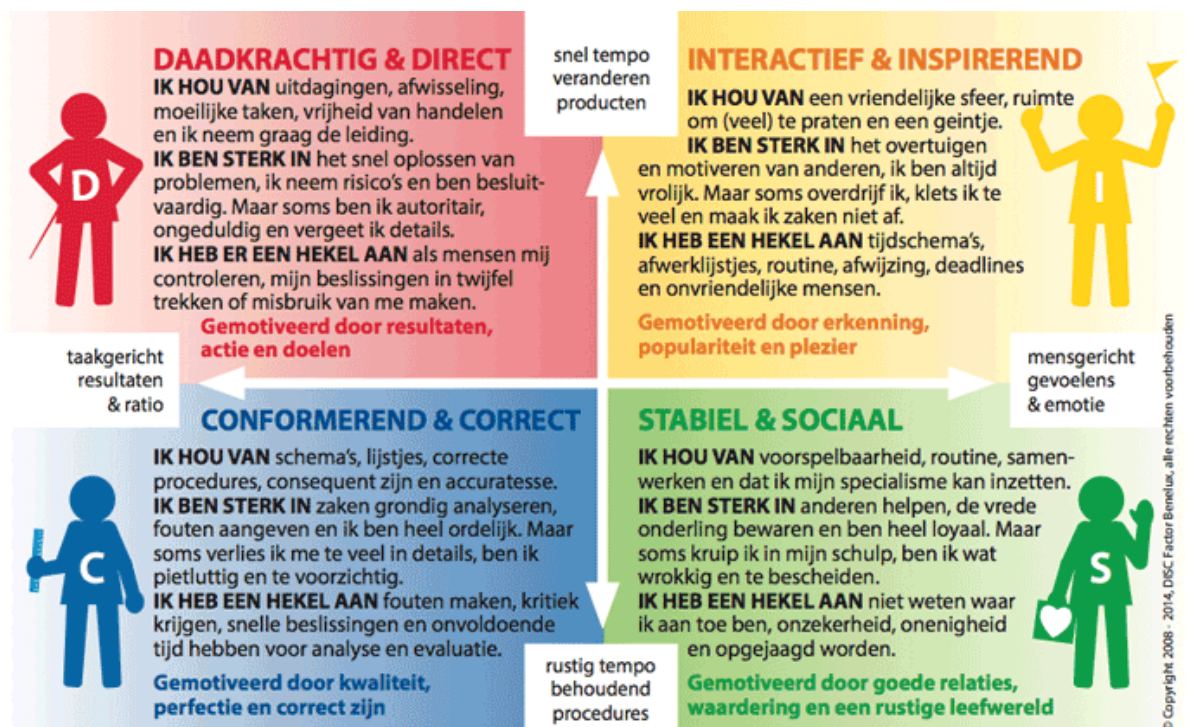 DAADKRACHTIG & DIRECT
IK HOU VAN uitdagingen, afwisseling,
moeilijke taken, vrijheid van handelen
en ik neem graag de leiding.
IK BEN STERK IN het snel oplossen van
problemen, ik neem risico's en ben besluit-
vaardig. Maar soms ben ik autoritair,
ongeduldig en vergeet ik details.
IK HEB ER EEN HEKEL AAN als mensen mij
controleren, mijn beslissingen in twijfel
trekken of misbruik van me maken.
Gemotiveerd door resultaten,
actie en doelen
D
snel tempo
veranderen
producten
INTERACTIEF & INSPIREREND
IK HOU VAN een vriendelijke sfeer, ruimte
om (veel) te praten en een geintje.
IK BEN STERK IN het overtuigen
en motiveren van anderen, ik ben altijd
vrolijk. Maar soms overdrijf ik, klets ik te
veel en maak ik zaken niet af.
IK HEB EEN HEKEL AAN tijdschema's,
afwerklijstjes, routine, afwijzing, deadlines
en onvriendelijke mensen.
Gemotiveerd door erkenning,
populariteit en plezier
I
taakgericht
resultaten
& ratio
mensgericht
gevoelens
& emotie
CONFORMEREND & CORRECT
IK HOU VAN schema's, lijstjes, correcte
procedures, consequent zijn en accuratesse.
IK BEN STERK IN zaken grondig analyseren,
fouten aangeven en ik ben heel ordelijk. Maar
soms verlies ik me te veel in details, ben ik
pietluttig en te voorzichtig.
IK HEB EEN HEKEL AAN fouten maken, kritiek
krijgen, snelle beslissingen en onvoldoende
tijd hebben voor analyse en evaluatie.
Gemotiveerd door kwaliteit,
perfectie en correct zijn
C
rustig tempo
behoudend
procedures
STABIEL & SOCIAAL
IK HOU VAN voorspelbaarheid, routine, samen-
werken en dat ik mijn specialisme kan inzetten.
IK BEN STERK IN anderen helpen, de vrede
onderling bewaren en ben heel loyaal. Maar
soms kruip ik in mijn schulp, ben ik wat
wrokkig en te bescheiden.
IK HEB EEN HEKEL AAN niet weten waar
ik aan toe ben, onzekerheid, onenigheid
en opgejaagd worden.
Gemotiveerd door goede relaties,
waardering en een rustige leefwereld
S
© Copyright 2008 - 2014, DISC Factor Benelux, alle rechten voorbehouden